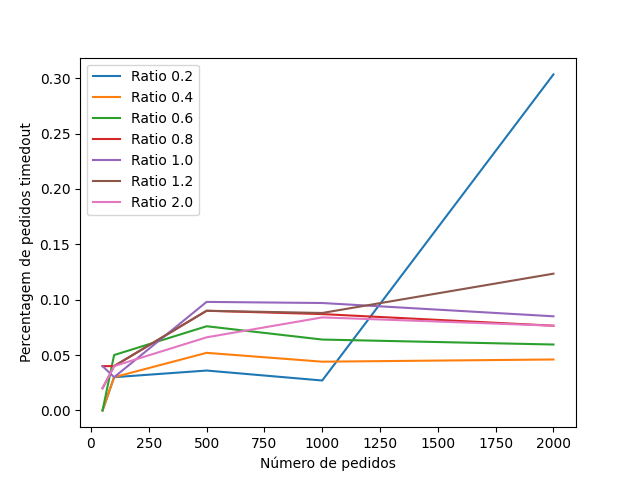 Ratio 0.2
Ratio 0.4
Ratio 0.6
Ratio 0.8
Ratio 1.0
Ratio 1.2
Ratio 2.0
Percentagem de pedidos timedout
0.30
0.25
0.20
0.15
0.10
0.05
0.00
0 250 500 750 1000 1250 1500 1750 2000
Número de pedidos